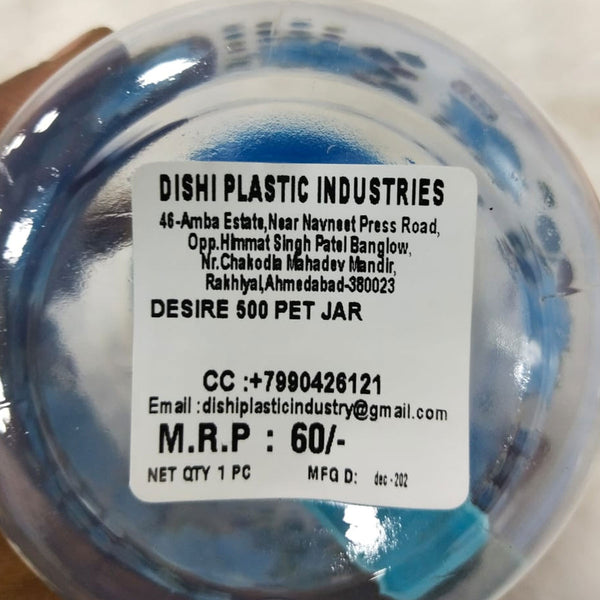 DISHI PLASTIC INDUSTRIES
46-Amba Estate,Near Navneet Press Road,
Opp.Himmat Singh Patel Banglow,
Nr.Chakodia Mahadev Mandir,
Rakhiyal,Ahmedabad-380023
DESIRE 500 PET JAR
CC :+7990426121
Email :dishiplasticindustry@gmail.com
M.R.P : 60/-
NET QTY 1 PC MFG D: dec-202